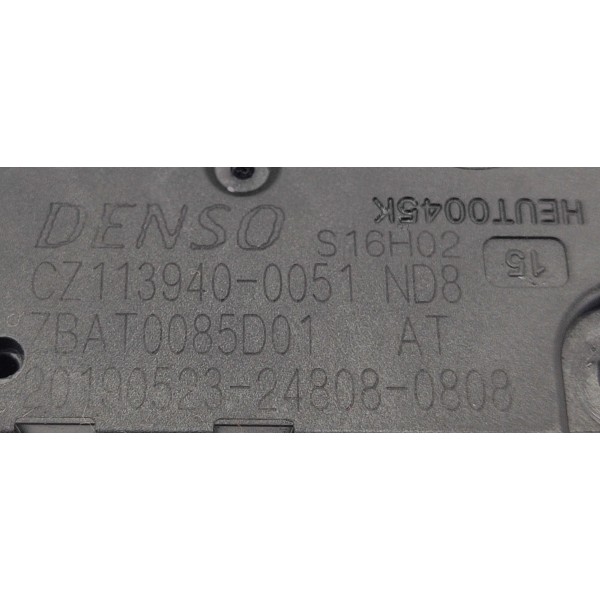 DENSO S16H02
CZ113940-0051 ND8
ZBAT0085D01 AT
20190523-24808-0808
HEUT0045K
15